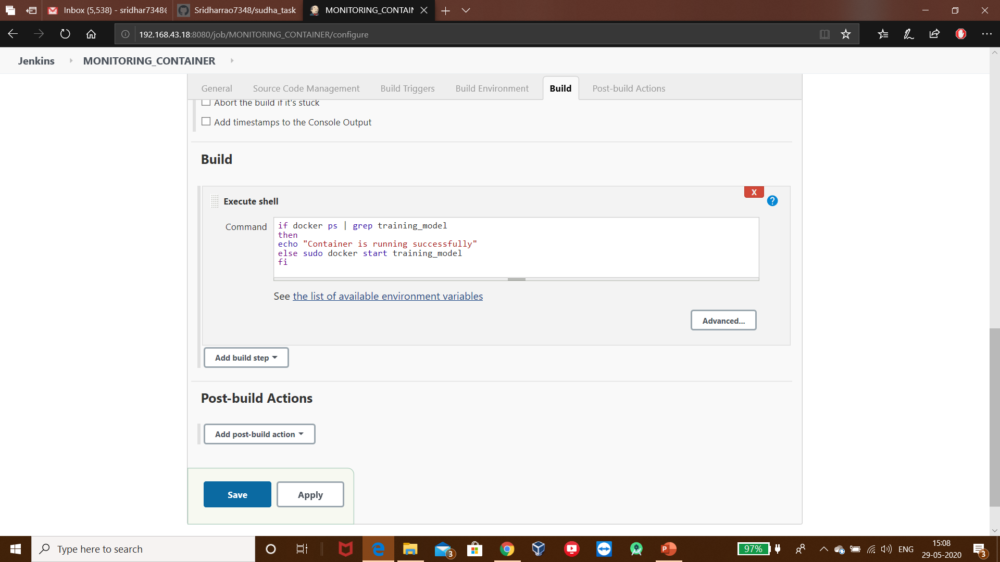 Inbox (5,538) - sridhar7348@
Sridharrao7348/sudha_task
MONITORING_CONTAIN
192.168.43.18:8080/job/MONITORING_CONTAINER/configure
Jenkins
MONITORING_CONTAINER
General
Source Code Management
Build Triggers
Build Environment
Build
Post-build Actions
Abort the build if it's stuck
Add timestamps to the Console Output
Build
X
Execute shell
?
Command
if docker ps | grep training_model
then
echo "Container is running successfully"
else sudo docker start training_model
fi
See the list of available environment variables
Advanced...
Add build step
Post-build Actions
Add post-build action
Save
Apply
Type here to search
3
97%
ENG
15:08
29-05-2020
3